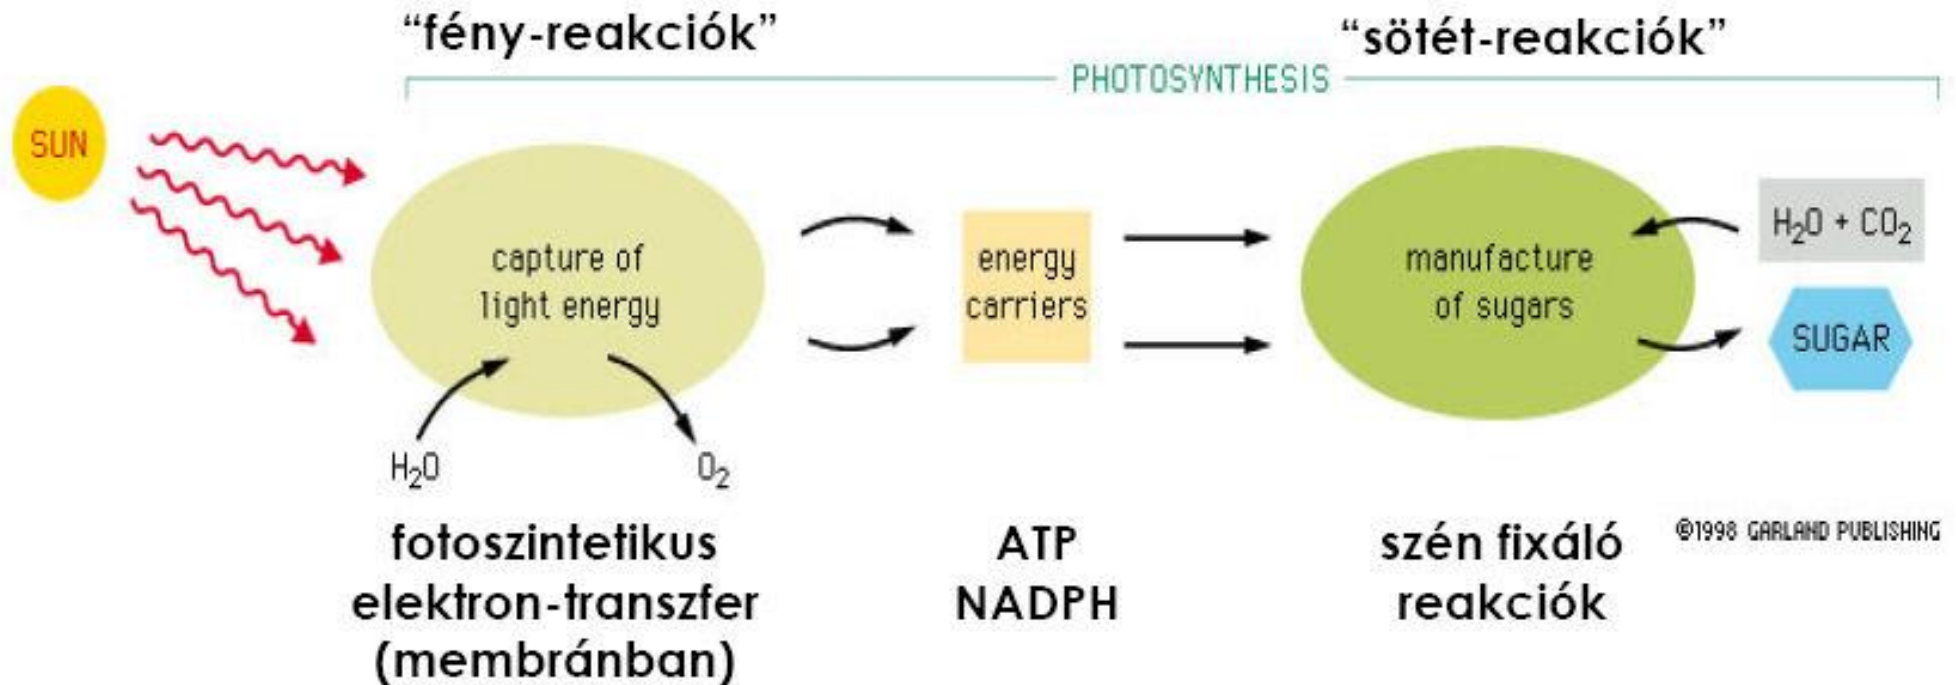 “fény-reakciók”
“sötét-reakciók”
PHOTOSYNTHESIS
SUN
capture of
light energy
H₂O
O₂
energy
carriers
manufacture
of sugars
H₂O + CO₂
SUGAR
fotoszintetikus
elektron-transzfer
(membránban)
ATP
NADPH
szén fixáló
reakciók
©1998 GARLAND PUBLISHING